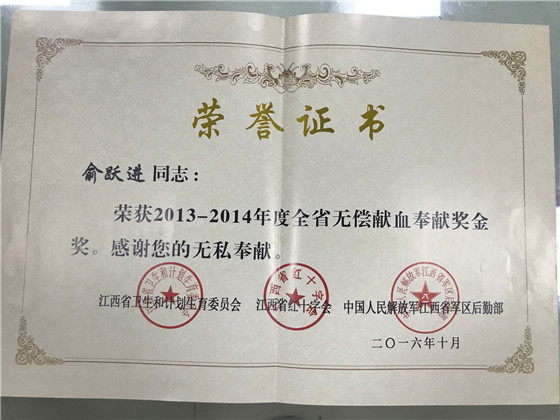 荣誉证书
俞跃进 同志：
荣获2013-2014年度全省无偿献血奉献奖金
奖。感谢您的无私奉献。
江西省卫生和计划生育委员会 江西省红十字会 中国人民解放军江西省军区后勤部
二〇一六年十月